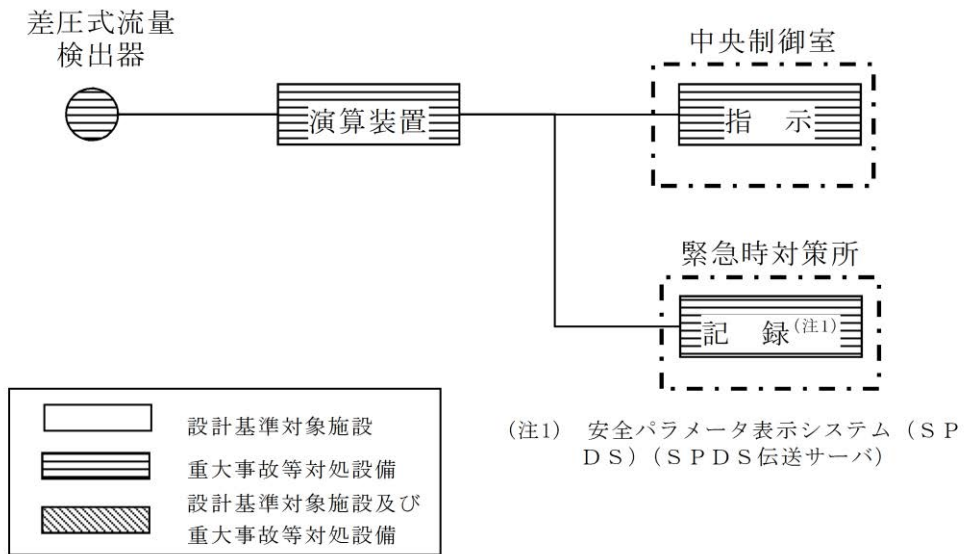 差圧式流量
検出器
演算装置
中央制御室
指 示
緊急時対策所
記 録(注1)
設計基準対象施設
重大事故等対処設備
設計基準対象施設及び
重大事故等対処設備
(注1) 安全パラメータ表示システム(SP
DS)(SPDS伝送サーバ)